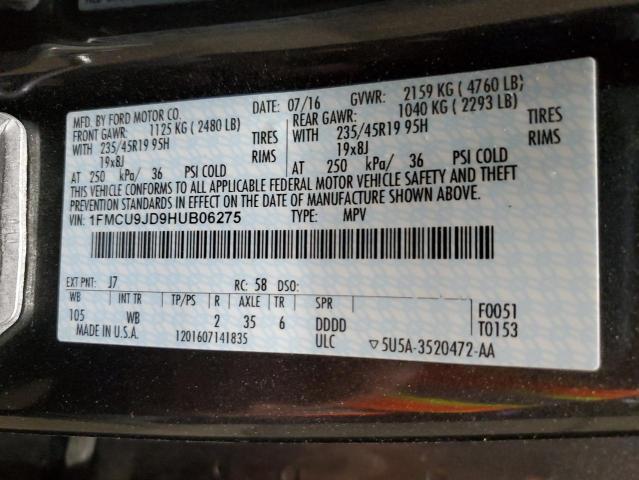 MFD. BY FORD MOTOR CO. DATE: 07/16 GVWR: 2159 KG ( 4760 LB)
FRONT GAWR: 1125 KG ( 2480 LB) REAR GAWR: 1040 KG ( 2293 LB)
WITH 235/45R19 95H TIRES WITH 235/45R19 95H TIRES
19x8J RIMS 19x8J RIMS
AT 250 kPa/ 36 PSI COLD AT 250 kPa/ 36 PSI COLD
THIS VEHICLE CONFORMS TO ALL APPLICABLE FEDERAL MOTOR VEHICLE SAFETY AND THEFT
PREVENTION STANDARDS IN EFFECT ON THE DATE OF MANUFACTURE SHOWN ABOVE.
VIN: 1FMCU9JD9HUB06275 TYPE: MPV
EXT PNT: J7 RC: 58 DSO:
WB INT TR TP/PS R AXLE TR SPR
105 WB 2 35 6 DDDD F0051
MADE IN U.S.A. 1201607141835 ULC T0153
▽5U5A-3520472-AA